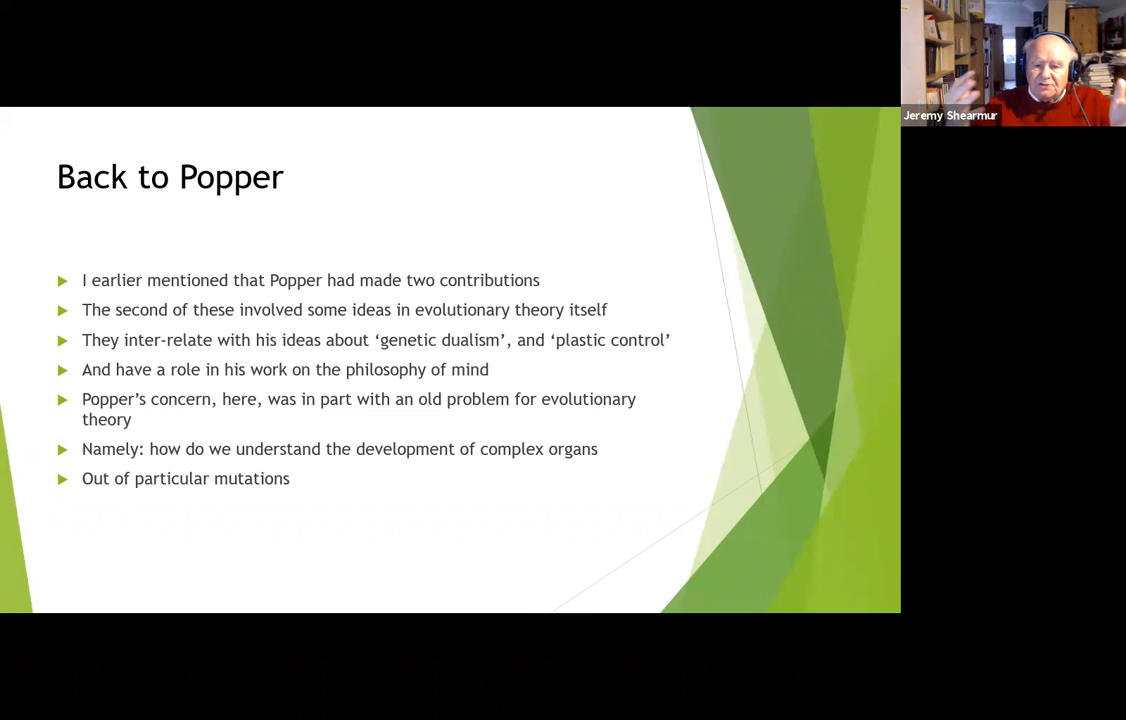 Jeremy Shearmur
Back to Popper
I earlier mentioned that Popper had made two contributions
The second of these involved some ideas in evolutionary theory itself
They inter-relate with his ideas about ‘genetic dualism’, and ‘plastic control’
And have a role in his work on the philosophy of mind
Popper’s concern, here, was in part with an old problem for evolutionary
theory
Namely: how do we understand the development of complex organs
Out of particular mutations